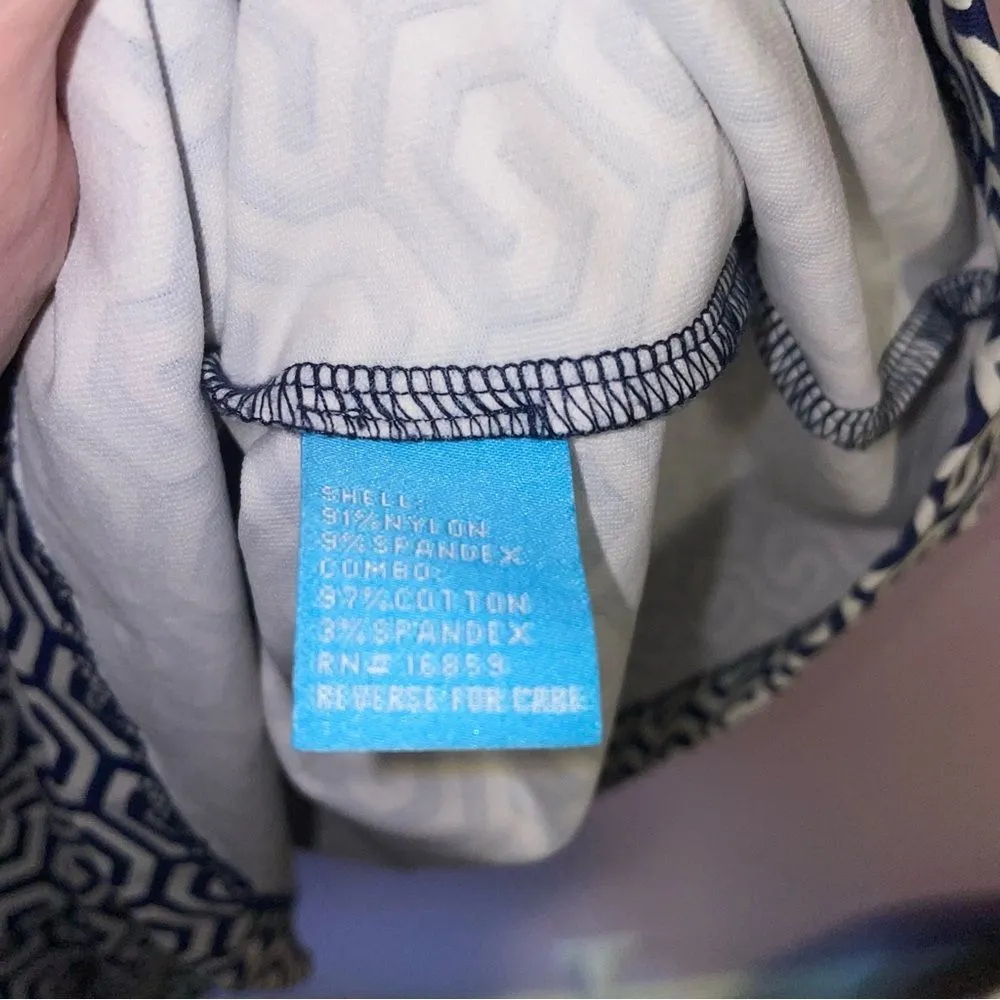 SHELL:
91% NYLON
9% SPANDEX
COMBO:
97% COTTON
3% SPANDEX
RN# 16859
REVERSE FOR CARE